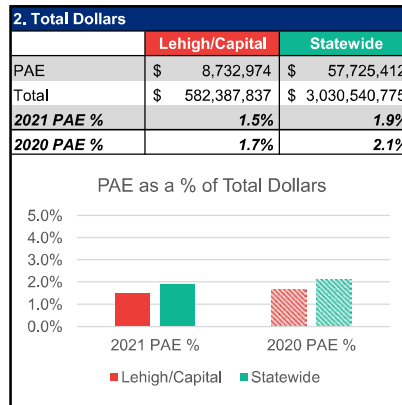 2. Total Dollars
Lehigh/Capital Statewide
PAE $ 8,732,974 $ 57,725,412
Total $ 582,387,837 $ 3,030,540,775
2021 PAE % 1.5% 1.9%
2020 PAE % 1.7% 2.1%
PAE as a % of Total Dollars
5.0%
4.0%
3.0%
2.0%
1.0%
0.0%
2021 PAE % 2020 PAE %
Lehigh/Capital Statewide